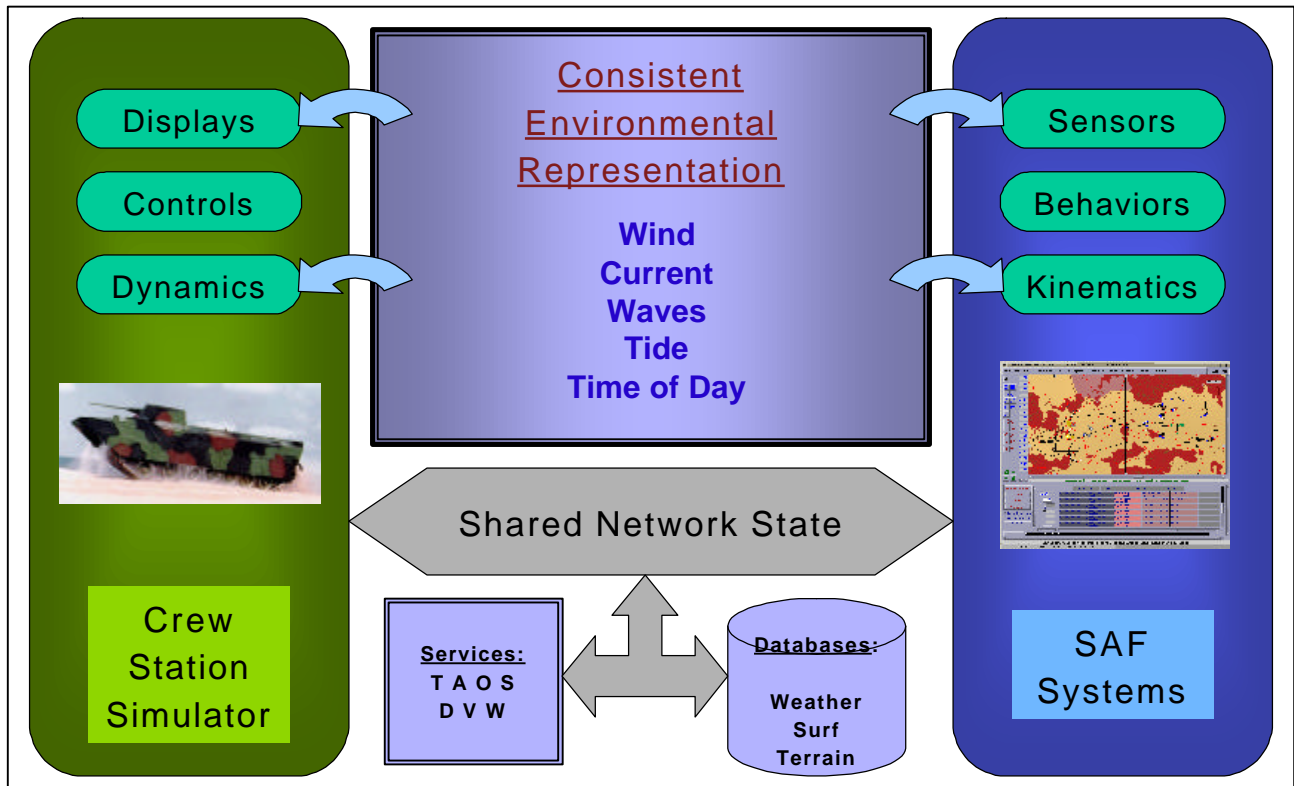 Displays
Controls
Dynamics
Crew
Station
Simulator
Consistent
Environmental
Representation
Wind
Current
Waves
Tide
Time of Day
Shared Network State
Services:
T A O S
D V W
Databases:
Weather
Surf
Terrain
Sensors
Behaviors
Kinematics
SAF
Systems